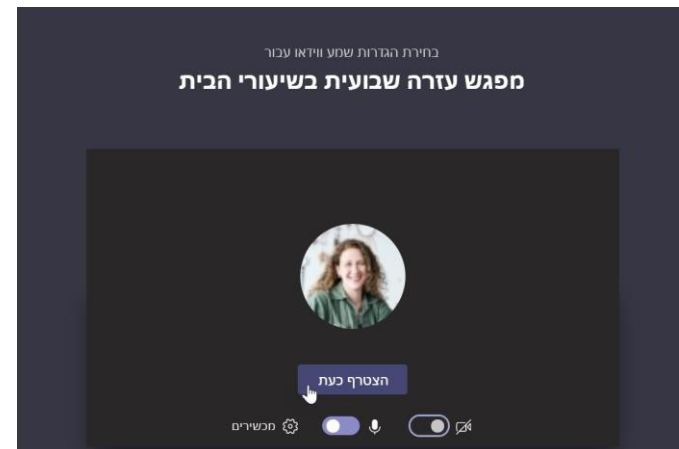 בחירת הגדרות שמע ווידאו עבור
מפגש עזרה שבועית בשיעורי הבית
הצטרף כעת
מכשירים